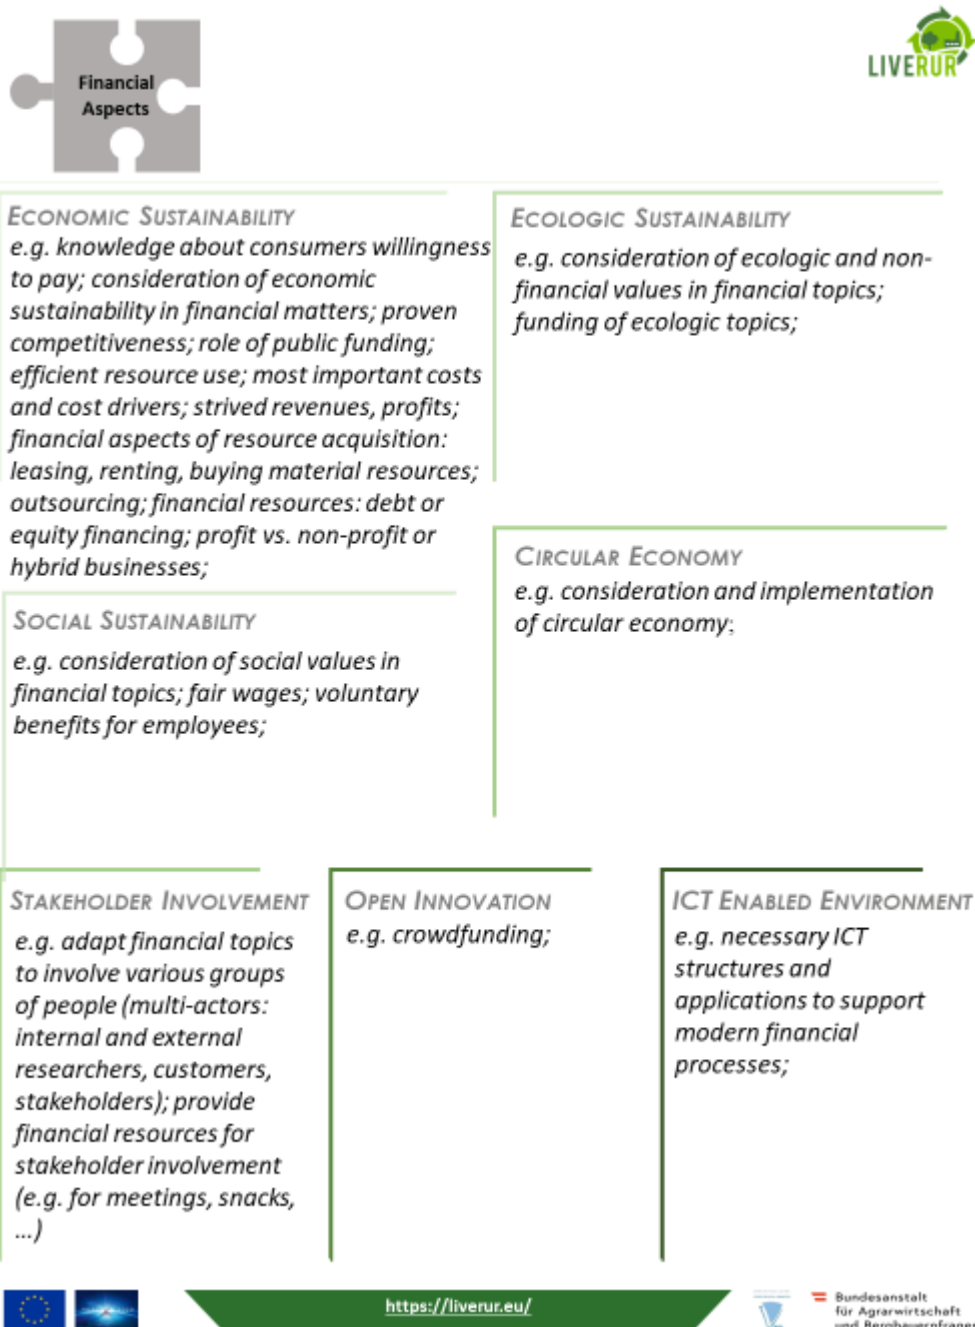 Financial
Aspects
LIVERUR
ECONOMIC SUSTAINABILITY
e.g. knowledge about consumers willingness
to pay; consideration of economic
sustainability in financial matters; proven
competitiveness; role of public funding;
efficient resource use; most important costs
and cost drivers; strived revenues, profits;
financial aspects of resource acquisition:
leasing, renting, buying material resources;
outsourcing; financial resources: debt or
equity financing; profit vs. non-profit or
hybrid businesses;
ECOLOGIC SUSTAINABILITY
e.g. consideration of ecologic and non-
financial values in financial topics;
funding of ecologic topics;
CIRCULAR ECONOMY
e.g. consideration and implementation
of circular economy;
SOCIAL SUSTAINABILITY
e.g. consideration of social values in
financial topics; fair wages; voluntary
benefits for employees;
STAKEHOLDER INVOLVEMENT
e.g. adapt financial topics
to involve various groups
of people (multi-actors:
internal and external
researchers, customers,
stakeholders); provide
financial resources for
stakeholder involvement
(e.g. for meetings, snacks,
...)
OPEN INNOVATION
e.g. crowdfunding;
ICT ENABLED ENVIRONMENT
e.g. necessary ICT
structures and
applications to support
modern financial
processes;
https://liverur.eu/
Bundesanstalt
für Agrarwirtschaft
und Bergbauernfragen